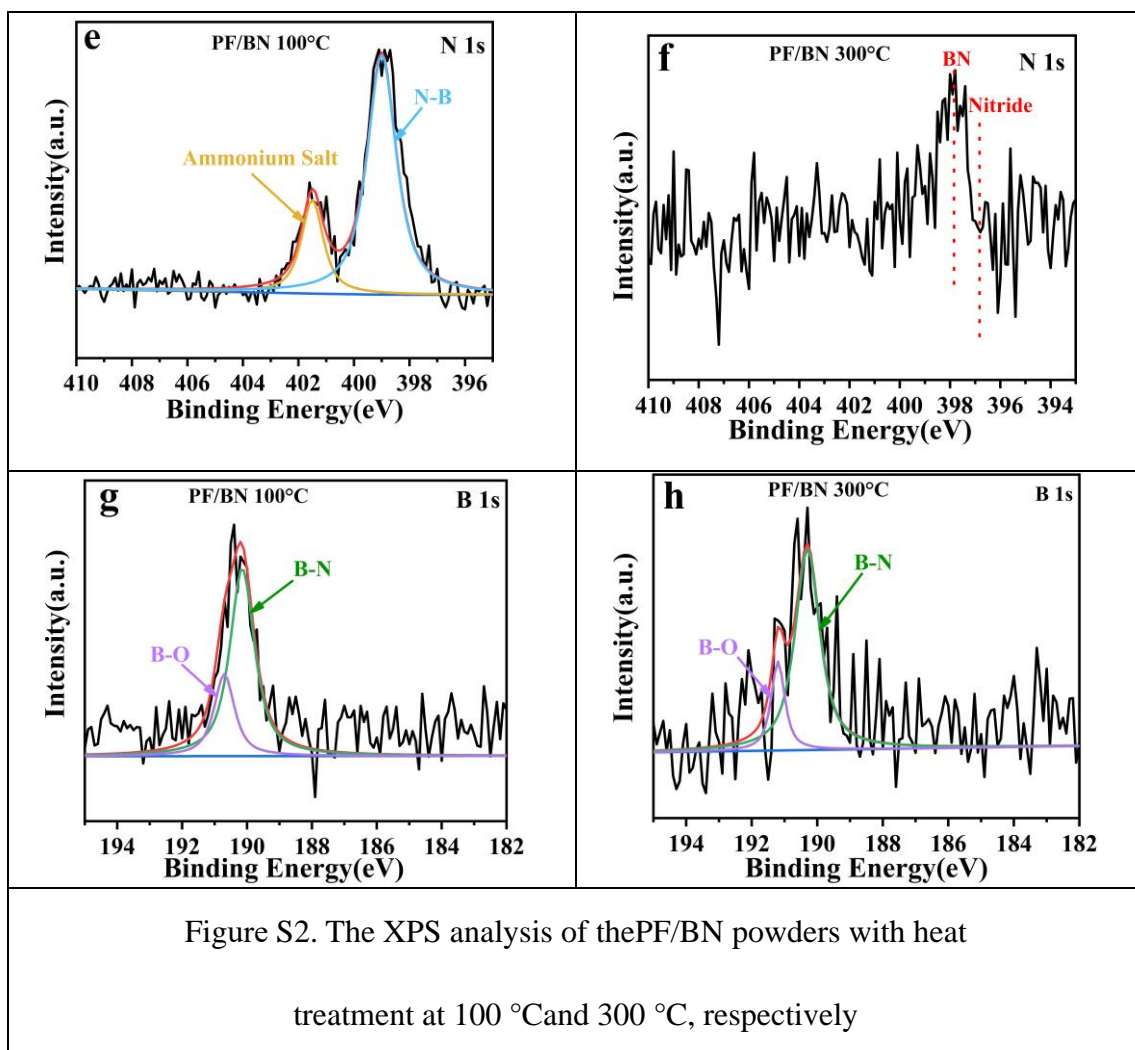 e
PF/BN 100°C
N 1s
N-B
Ammonium Salt
Intensity(a.u.)
410 408 406 404 402 400 398 396
Binding Energy(eV)
f
PF/BN 300°C
BN
N 1s
Nitride
Intensity(a.u.)
410 408 406 404 402 400 398 396 394
Binding Energy(eV)
g
PF/BN 100°C
B 1s
B-N
B-O
Intensity(a.u.)
194 192 190 188 186 184 182
Binding Energy(eV)
h
PF/BN 300°C
B 1s
B-N
B-O
Intensity(a.u.)
194 192 190 188 186 184 182
Binding Energy(eV)
Figure S2. The XPS analysis of thePF/BN powders with heat
treatment at 100 °Cand 300 °C, respectively